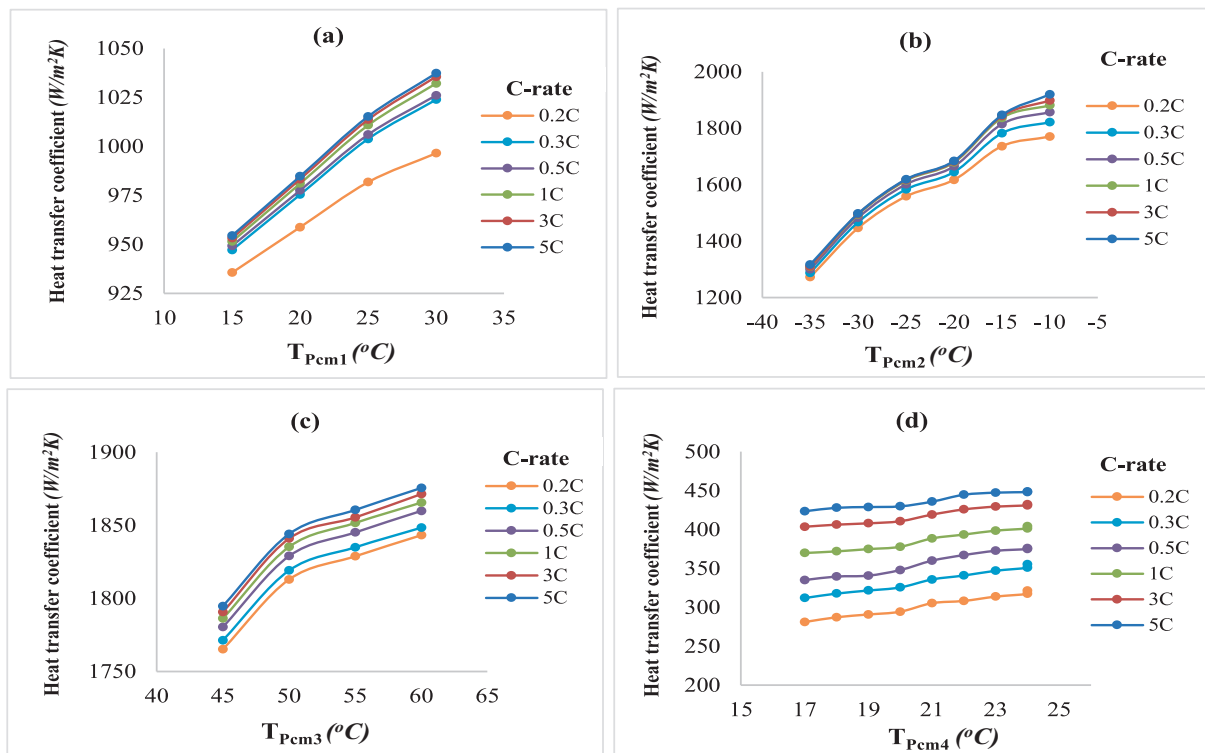 (a)
Heat transfer coefficient (W/m²K)
1050
1025
1000
975
950
925
10 15 20 25 30 35
T_Pcm1 (°C)
C-rate
0.2C
0.3C
0.5C
1C
3C
5C
(b)
Heat transfer coefficient (W/m²K)
2000
1800
1600
1400
1200
-40 -35 -30 -25 -20 -15 -10 -5
T_Pcm2 (°C)
C-rate
0.2C
0.3C
0.5C
1C
3C
5C
(c)
Heat transfer coefficient (W/m²K)
1900
1850
1800
1750
40 45 50 55 60 65
T_Pcm3 (°C)
C-rate
0.2C
0.3C
0.5C
1C
3C
5C
(d)
Heat transfer coefficient (W/m²K)
500
450
400
350
300
250
200
15 17 19 21 23 25
T_Pcm4 (°C)
C-rate
0.2C
0.3C
0.5C
1C
3C
5C